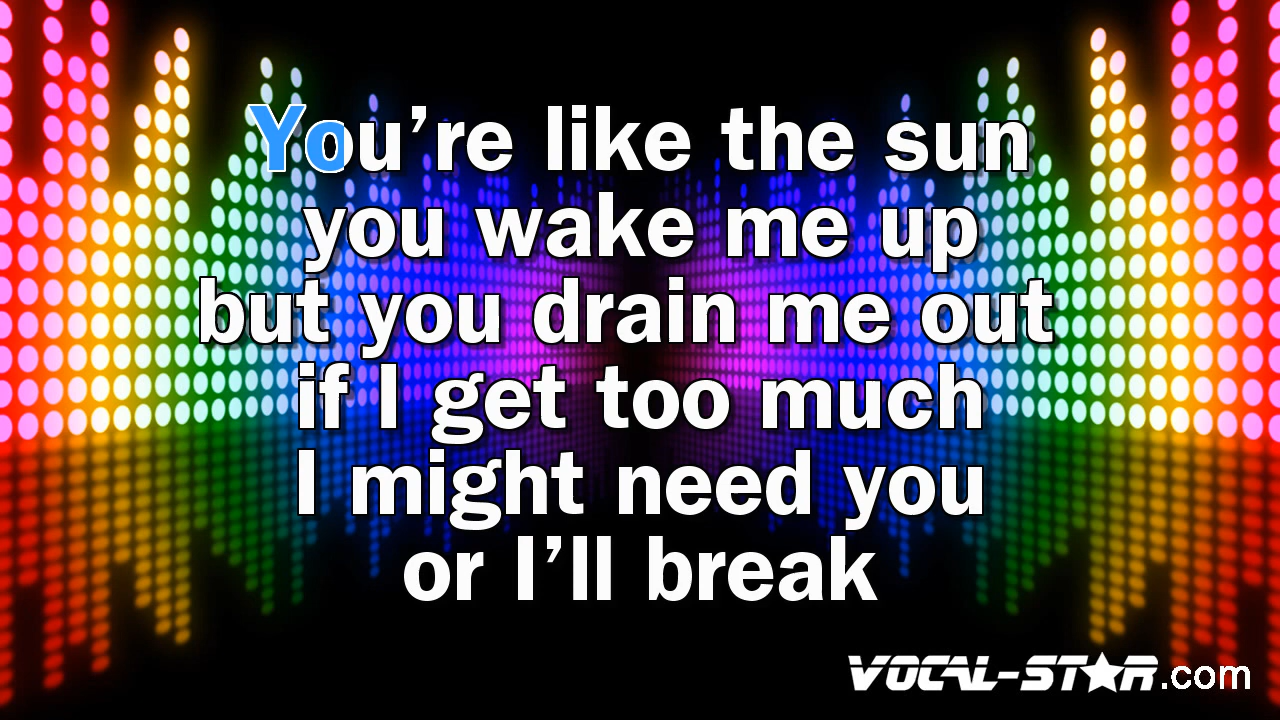 You’re like the sun
you wake me up
but you drain me out
if I get too much
I might need you
or I’ll break
VOCAL-STAR.com